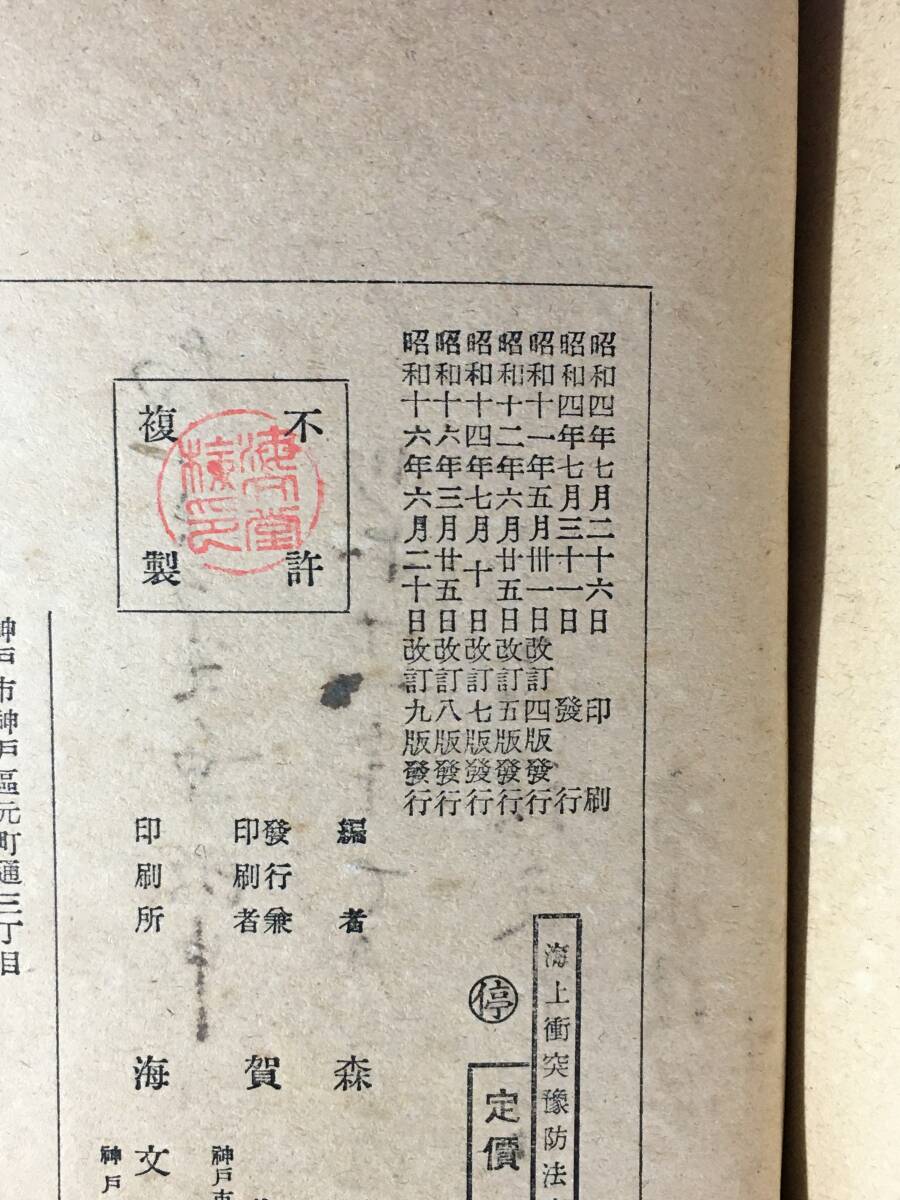 昭和四年七月二十六日印刷
昭和四年七月三十一日發行
昭和十一年五月卅一日改訂四版發行
昭和十二年六月廿五日改訂五版發行
昭和十四年七月十日改訂七版發行
昭和十六年三月廿五日改訂八版發行
昭和十六年六月二十日改訂九版發行
不許
複製
海上衝突豫防法
停
定價
編者 森
發行兼
印刷者 賀
印刷所 海文
神戸市
神戸
神戸市神戸區元町通三丁目